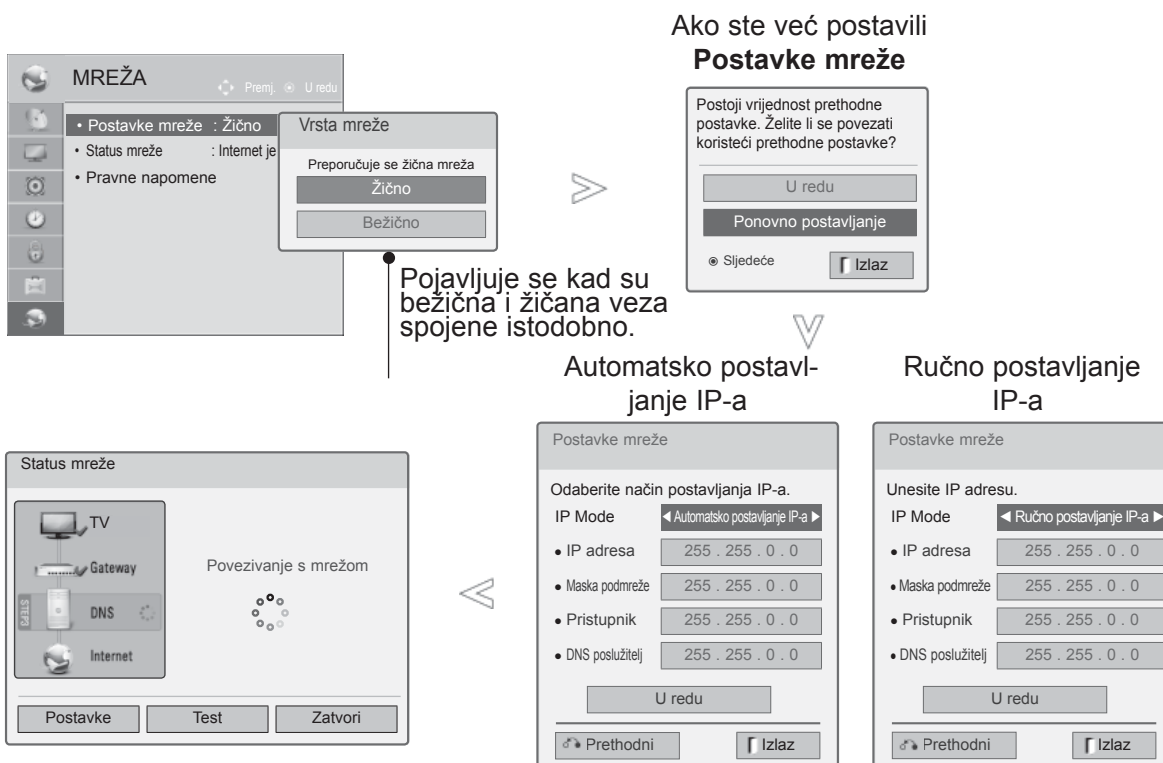 Ako ste već postavili
Postavke mreže
MREŽA
Premj.
U redu
• Postavke mreže : Žično
• Status mreže : Internet je
• Pravne napomene
Vrsta mreže
Preporučuje se žična mreža
Žično
Bežično
Pojavljuje se kad su
bežična i žičana veza
spojene istodobno.
Postoji vrijednost prethodne
postavke. Želite li se povezati
koristeći prethodne postavke?
U redu
Ponovno postavljanje
Sljedeće
Izlaz
Automatsko postavl-
janje IP-a
Postavke mreže
Odaberite način postavljanja IP-a.
IP Mode ◀ Automatsko postavljanje IP-a ▶
• IP adresa 255 . 255 . 0 . 0
• Maska podmreže 255 . 255 . 0 . 0
• Pristupnik 255 . 255 . 0 . 0
• DNS poslužitelj 255 . 255 . 0 . 0
U redu
Prethodni
Izlaz
Ručno postavljanje
IP-a
Postavke mreže
Unesite IP adresu.
IP Mode ◀ Ručno postavljanje IP-a ▶
• IP adresa 255 . 255 . 0 . 0
• Maska podmreže 255 . 255 . 0 . 0
• Pristupnik 255 . 255 . 0 . 0
• DNS poslužitelj 255 . 255 . 0 . 0
U redu
Prethodni
Izlaz
Status mreže
TV
Gateway
STEP3
DNS
Internet
Povezivanje s mrežom
Postavke
Test
Zatvori